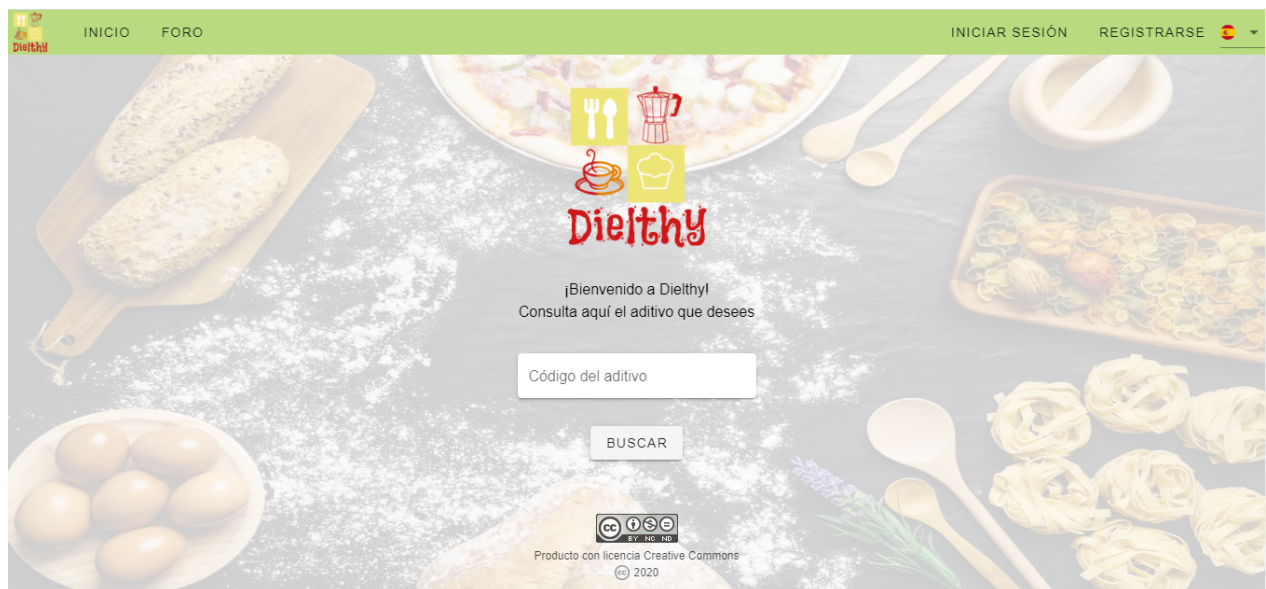 Dielthy
INICIO
FORO
INICIAR SESIÓN
REGISTRARSE
Dielthy
¡Bienvenido a Dielthy!
Consulta aquí el aditivo que desees
Código del aditivo
BUSCAR
cc
BY NC ND
Producto con licencia Creative Commons
cc 2020